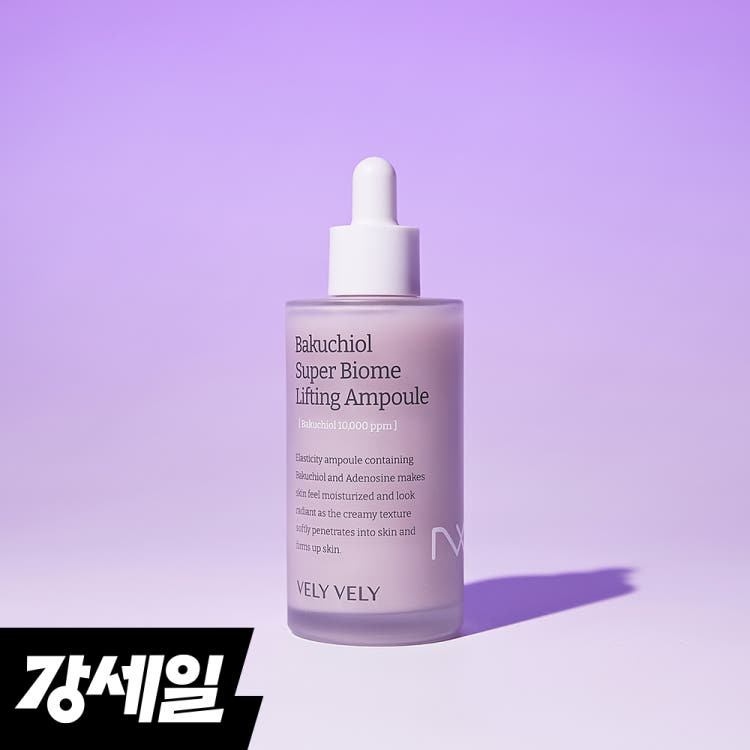 Bakuchiol
Super Biome
Lifting Ampoule
[ Bakuchiol 10,000 ppm ]
Elasticity ampoule containing
Bakuchiol and Adenosine makes
skin feel moisturized and look
radiant as the creamy texture
softly penetrates into skin and
firms up skin.
VELY VELY
강세일